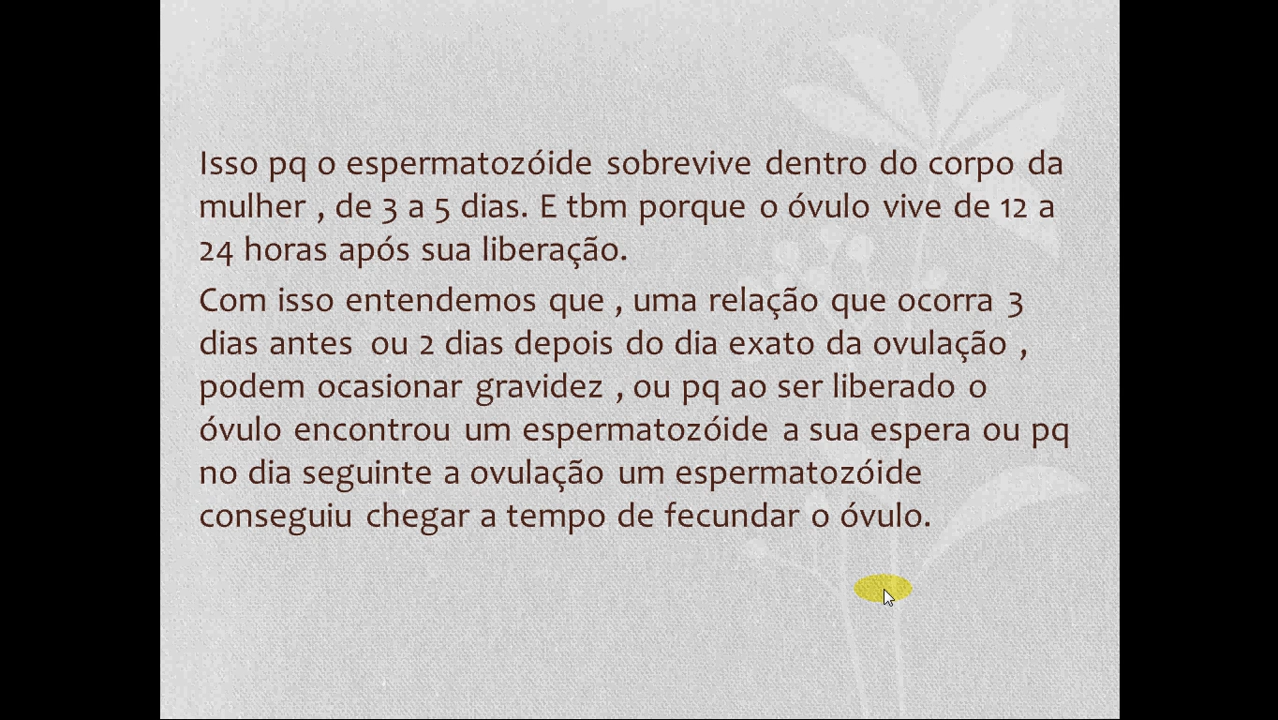 Isso pq o espermatozóide sobrevive dentro do corpo da
mulher , de 3 a 5 dias. E tbm porque o óvulo vive de 12 a
24 horas após sua liberação.
Com isso entendemos que , uma relação que ocorra 3
dias antes ou 2 dias depois do dia exato da ovulação ,
podem ocasionar gravidez , ou pq ao ser liberado o
óvulo encontrou um espermatozóide a sua espera ou pq
no dia seguinte a ovulação um espermatozóide
conseguiu chegar a tempo de fecundar o óvulo.